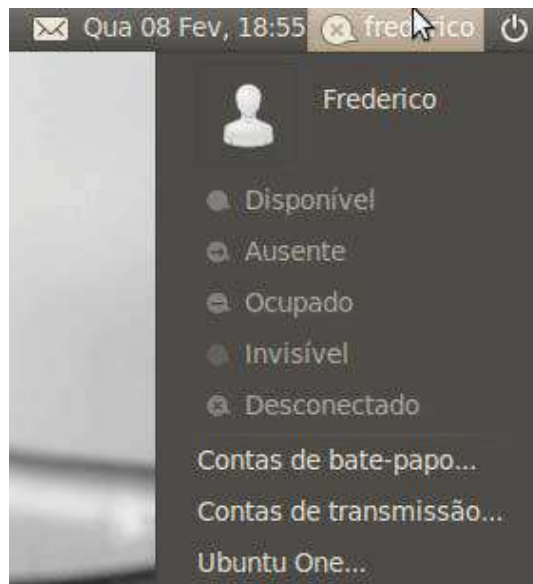 Qua 08 Fev, 18:55 frederico
Frederico
Disponível
Ausente
Ocupado
Invisível
Desconectado
Contas de bate-papo...
Contas de transmissão...
Ubuntu One...